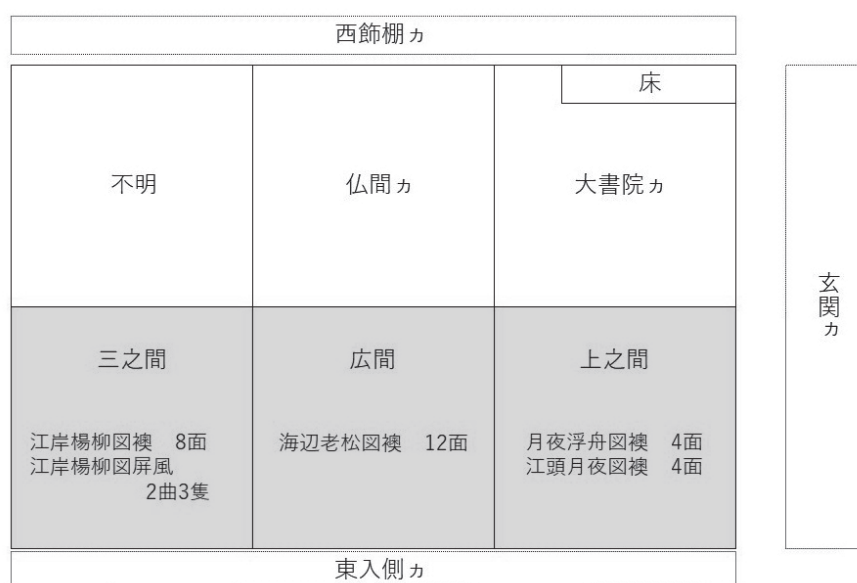 西飾棚ヵ
床
不明
仏間ヵ
大書院ヵ
玄関ヵ
三之間
広間
上之間
江岸楊柳図襖　8面
江岸楊柳図屏風
2曲3隻
海辺老松図襖　12面
月夜浮舟図襖　4面
江頭月夜図襖　4面
東入側ヵ